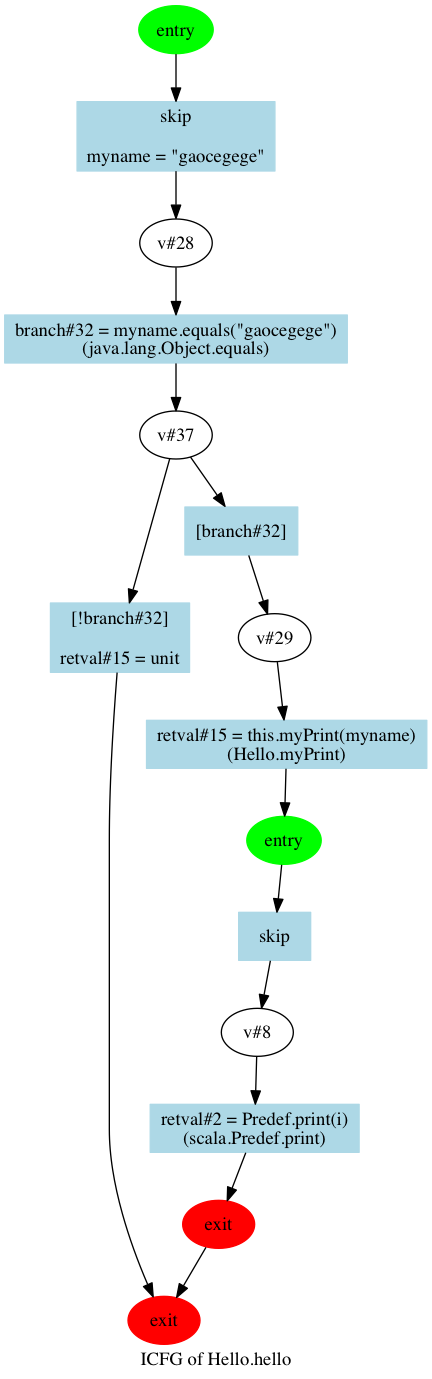 entry
skip
myname = "gaocegege"
v#28
branch#32 = myname.equals("gaocegege")
(java.lang.Object.equals)
v#37
[branch#32]
[!branch#32]
retval#15 = unit
v#29
retval#15 = this.myPrint(myname)
(Hello.myPrint)
entry
skip
v#8
retval#2 = Predef.print(i)
(scala.Predef.print)
exit
exit
ICFG of Hello.hello